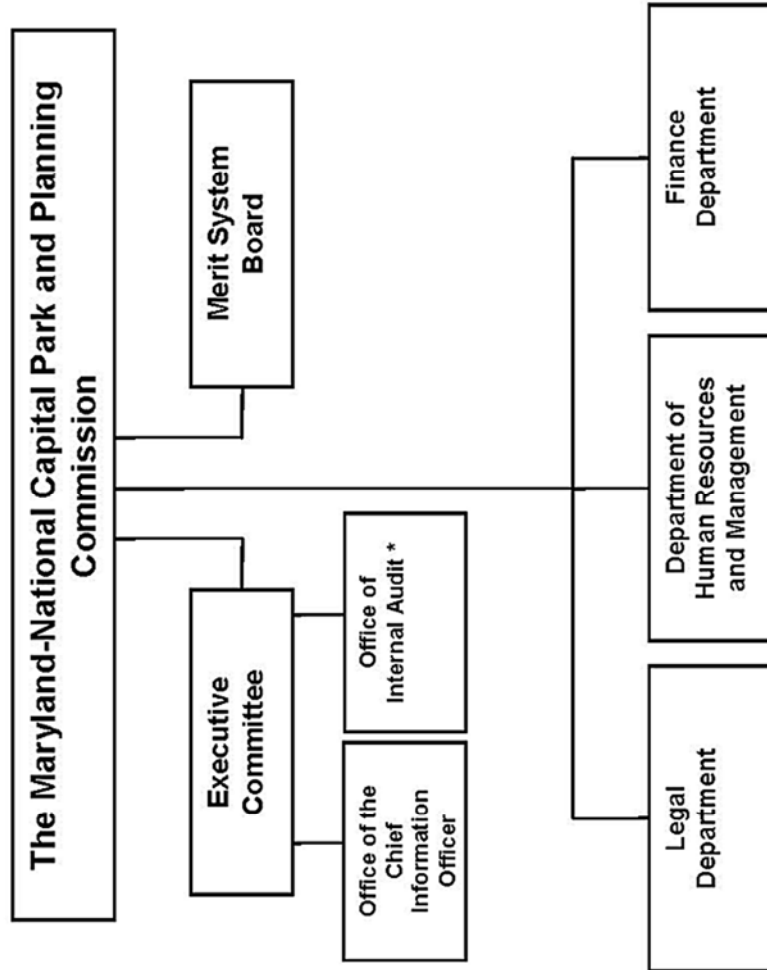 The Maryland-National Capital Park and Planning
Commission
Executive
Committee
Merit System
Board
Office of the
Chief
Information
Officer
Office of
Internal Audit *
Legal
Department
Department of
Human Resources
and Management
Finance
Department